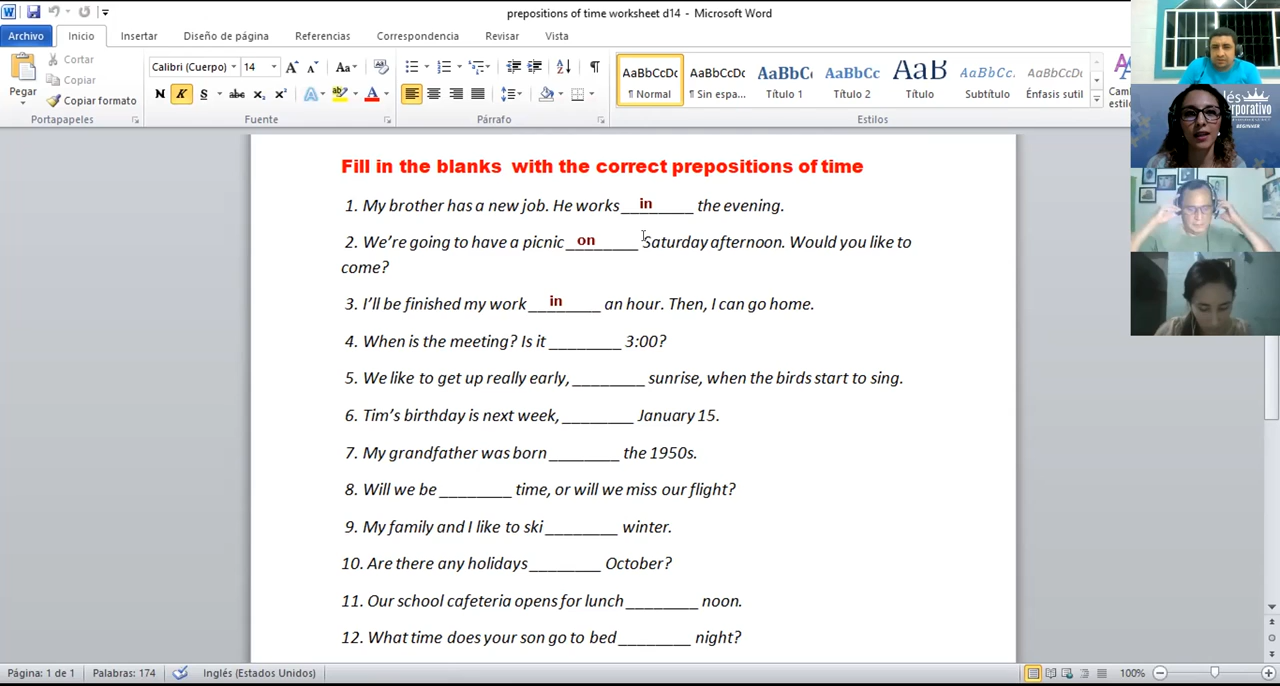 prepositions of time worksheet d14 - Microsoft Word
Archivo Inicio Insertar Diseño de página Referencias Correspondencia Revisar Vista
Pegar
Cortar
Copiar
Copiar formato
Portapapeles
Calibri (Cuerpo) 14
Fuente
Párrafo
AaBbCcDc AaBbCcDc AaBbC AaBbCc AaB AaBbCc. AaBbCcDc
¶ Normal ¶ Sin espa... Título 1 Título 2 Título Subtítulo Énfasis sutil
Estilos
BEGINNER
Fill in the blanks with the correct prepositions of time
1. My brother has a new job. He works in the evening.
2. We’re going to have a picnic on Saturday afternoon. Would you like to
come?
3. I’ll be finished my work in an hour. Then, I can go home.
4. When is the meeting? Is it ________ 3:00?
5. We like to get up really early, ________ sunrise, when the birds start to sing.
6. Tim’s birthday is next week, ________ January 15.
7. My grandfather was born ________ the 1950s.
8. Will we be ________ time, or will we miss our flight?
9. My family and I like to ski ________ winter.
10. Are there any holidays ________ October?
11. Our school cafeteria opens for lunch ________ noon.
12. What time does your son go to bed ________ night?
Página: 1 de 1 Palabras: 174 Inglés (Estados Unidos) 100%